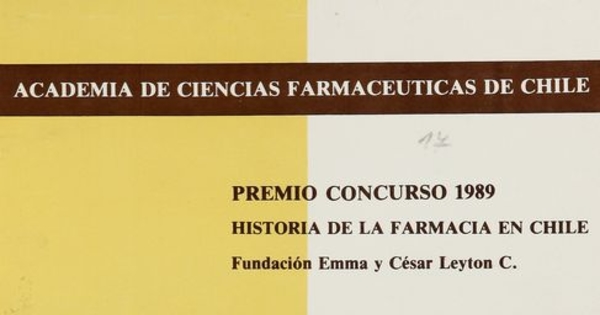 ACADEMIA DE CIENCIAS FARMACEUTICAS DE CHILE
PREMIO CONCURSO 1989
HISTORIA DE LA FARMACIA EN CHILE
Fundación Emma y César Leyton C.